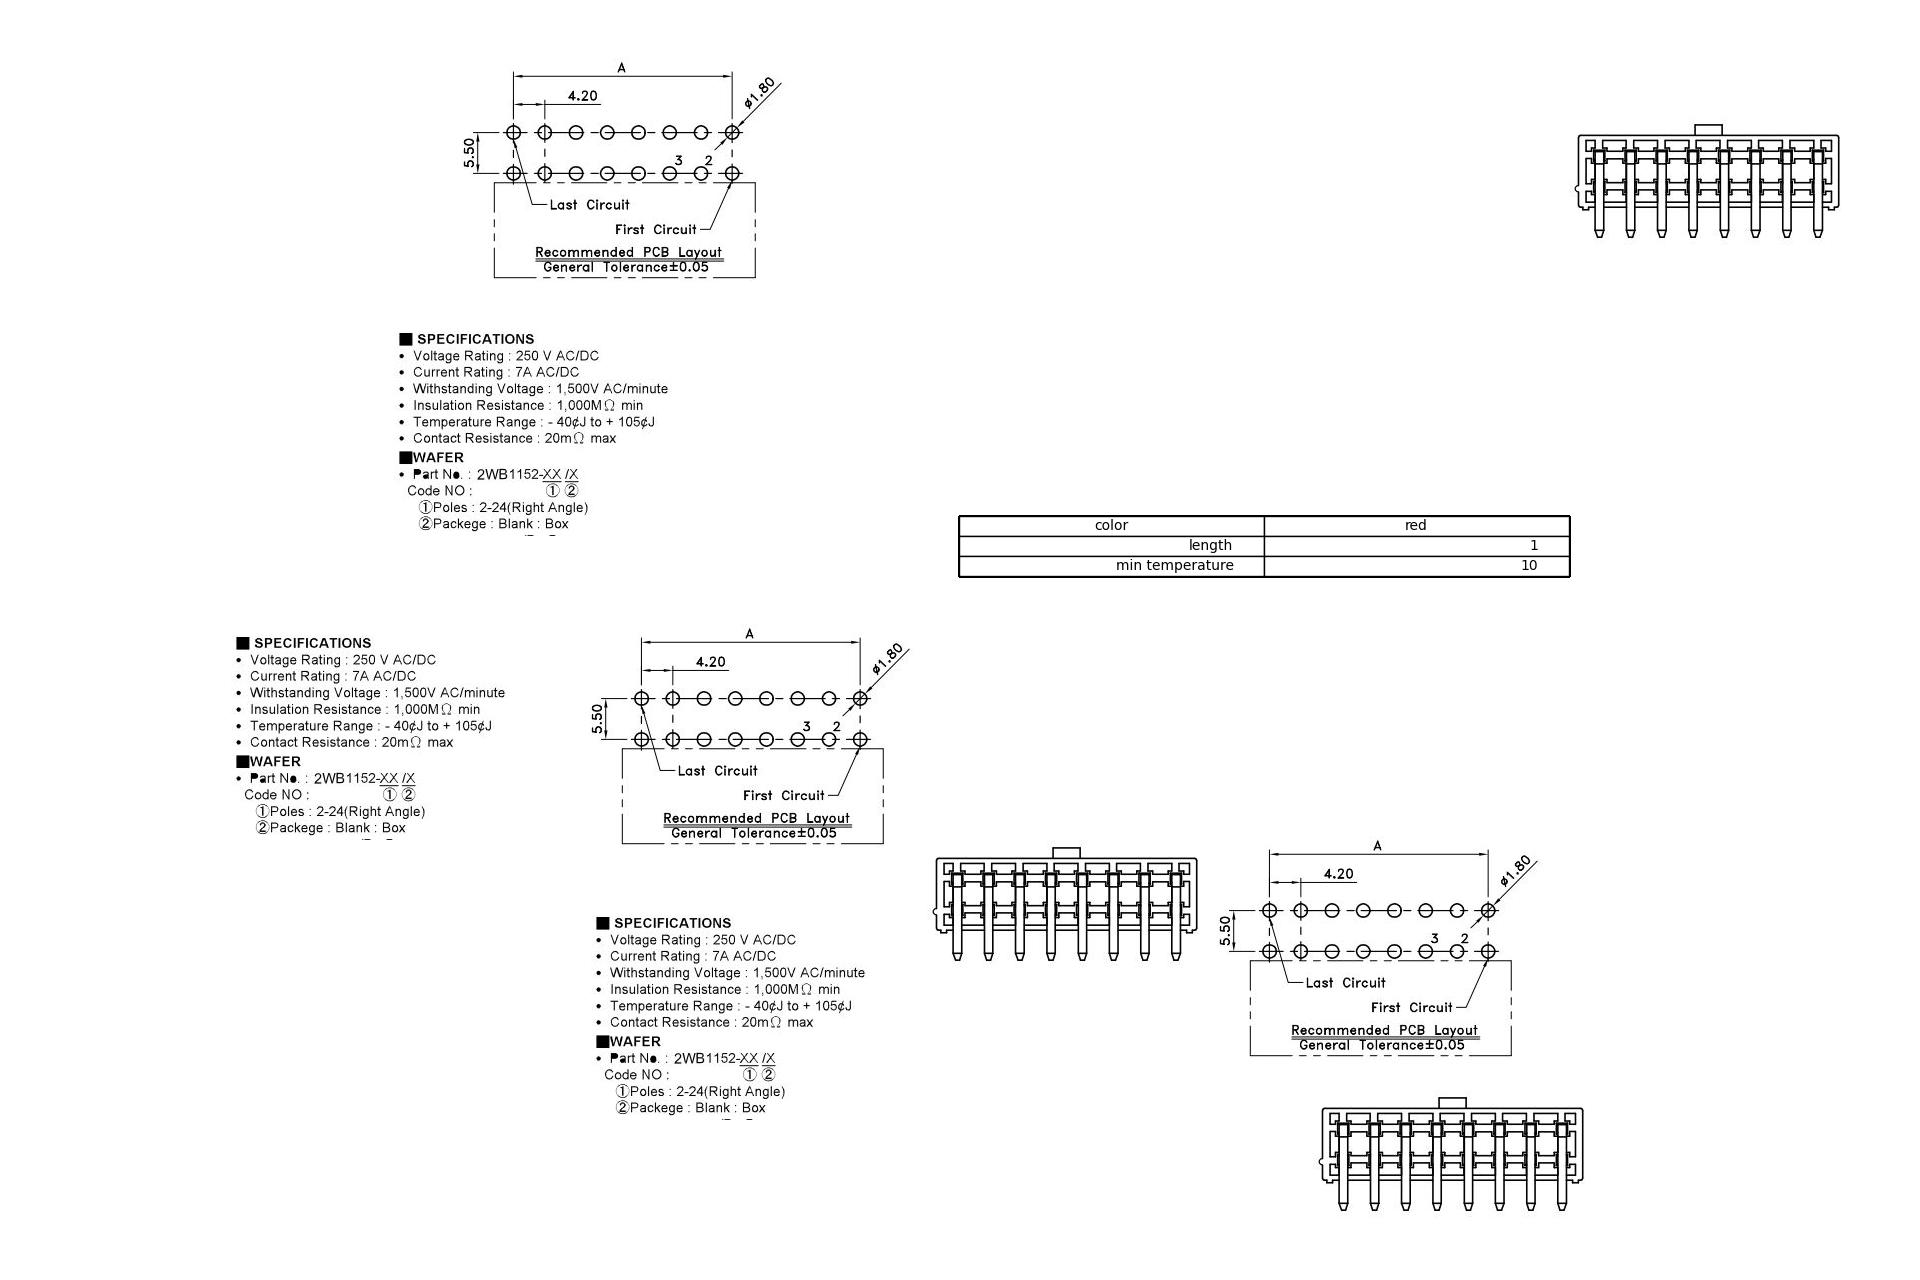 A
4.20
ø1.80
5.50
3 2
Last Circuit
First Circuit
Recommended PCB Layout
General Tolerance±0.05
■ SPECIFICATIONS
• Voltage Rating : 250 V AC/DC
• Current Rating : 7A AC/DC
• Withstanding Voltage : 1,500V AC/minute
• Insulation Resistance : 1,000MΩ min
• Temperature Range : - 40¢J to + 105¢J
• Contact Resistance : 20mΩ max
■WAFER
• Part No. : 2WB1152-XX /X
Code NO : ① ②
①Poles : 2-24(Right Angle)
②Packege : Blank : Box
color red
length 1
min temperature 10
■ SPECIFICATIONS
• Voltage Rating : 250 V AC/DC
• Current Rating : 7A AC/DC
• Withstanding Voltage : 1,500V AC/minute
• Insulation Resistance : 1,000MΩ min
• Temperature Range : - 40¢J to + 105¢J
• Contact Resistance : 20mΩ max
■WAFER
• Part No. : 2WB1152-XX /X
Code NO : ① ②
①Poles : 2-24(Right Angle)
②Packege : Blank : Box
A
4.20
ø1.80
5.50
3 2
Last Circuit
First Circuit
Recommended PCB Layout
General Tolerance±0.05
A
4.20
ø1.80
5.50
3 2
Last Circuit
First Circuit
Recommended PCB Layout
General Tolerance±0.05
■ SPECIFICATIONS
• Voltage Rating : 250 V AC/DC
• Current Rating : 7A AC/DC
• Withstanding Voltage : 1,500V AC/minute
• Insulation Resistance : 1,000MΩ min
• Temperature Range : - 40¢J to + 105¢J
• Contact Resistance : 20mΩ max
■WAFER
• Part No. : 2WB1152-XX /X
Code NO : ① ②
①Poles : 2-24(Right Angle)
②Packege : Blank : Box